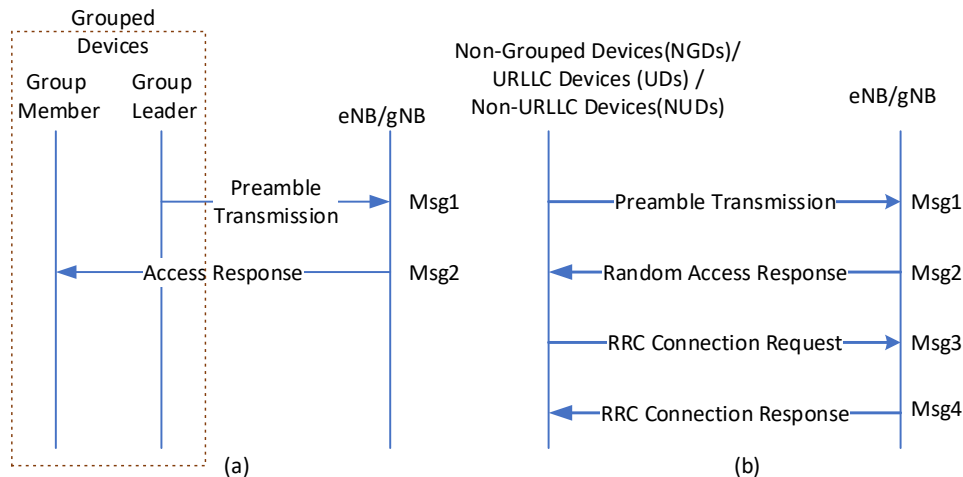 Grouped
Devices
Group
Member
Group
Leader
eNB/gNB
Preamble
Transmission
Msg1
Access Response
Msg2
(a)
Non-Grouped Devices(NGDs)/
URLLC Devices (UDs) /
Non-URLLC Devices(NUDs)
eNB/gNB
Preamble Transmission
Msg1
Random Access Response
Msg2
RRC Connection Request
Msg3
RRC Connection Response
Msg4
(b)